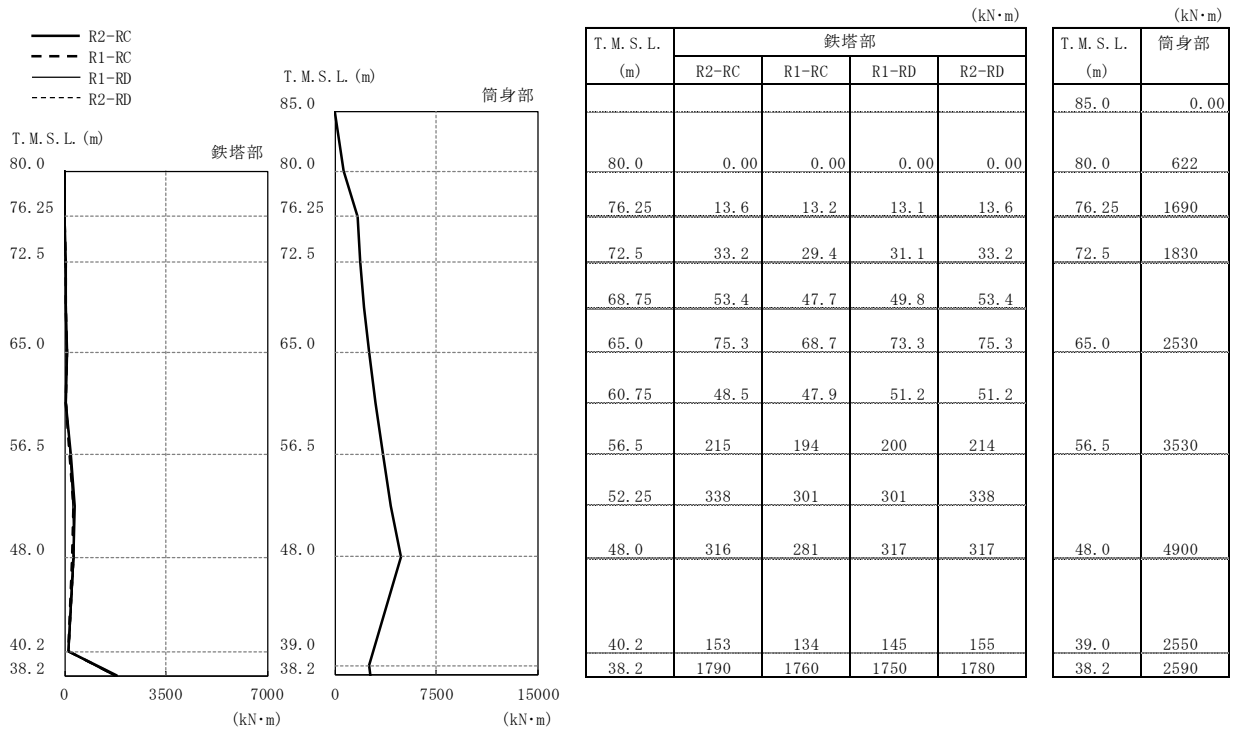 R2-RC
R1-RC
R1-RD
R2-RD
T.M.S.L.(m)
鉄塔部
80.0
76.25
72.5
65.0
56.5
48.0
40.2
38.2
0 3500 7000
(kN・m)
T.M.S.L.(m)
筒身部
85.0
80.0
76.25
72.5
65.0
56.5
48.0
39.0
38.2
0 7500 15000
(kN・m)
(kN・m)
T.M.S.L. 鉄塔部
(m) R2-RC R1-RC R1-RD R2-RD
80.0 0.00 0.00 0.00 0.00
76.25 13.6 13.2 13.1 13.6
72.5 33.2 29.4 31.1 33.2
68.75 53.4 47.7 49.8 53.4
65.0 75.3 68.7 73.3 75.3
60.75 48.5 47.9 51.2 51.2
56.5 215 194 200 214
52.25 338 301 301 338
48.0 316 281 317 317
40.2 153 134 145 155
38.2 1790 1760 1750 1780
(kN・m)
T.M.S.L. 筒身部
(m)
85.0 0.00
80.0 622
76.25 1690
72.5 1830
65.0 2530
56.5 3530
48.0 4900
39.0 2550
38.2 2590